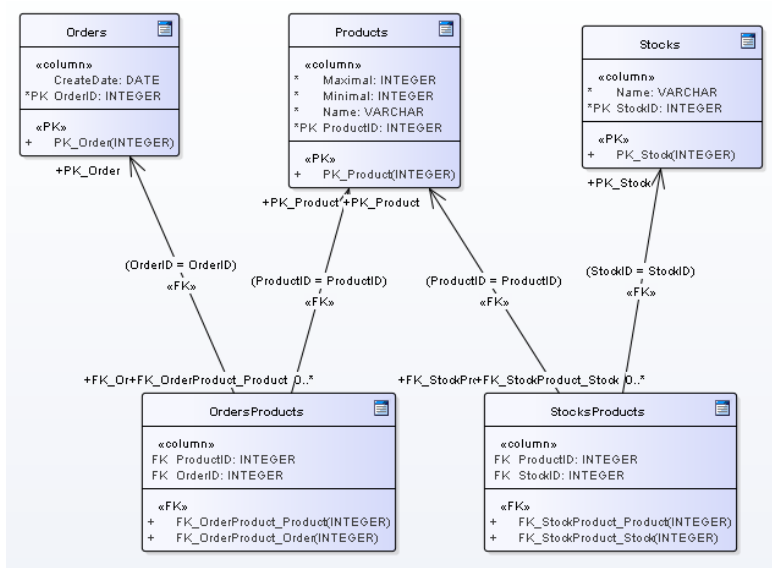 Orders
«column»
CreateDate: DATE
*PK OrderID: INTEGER
«PK»
+ PK_Order(INTEGER)
Products
«column»
* Maximal: INTEGER
* Minimal: INTEGER
* Name: VARCHAR
*PK ProductID: INTEGER
«PK»
+ PK_Product(INTEGER)
Stocks
«column»
* Name: VARCHAR
*PK StockID: INTEGER
«PK»
+ PK_Stock(INTEGER)
+PK_Order
+PK_Product +PK_Product
+PK_Stock
(OrderID = OrderID)
«FK»
(ProductID = ProductID)
«FK»
(ProductID = ProductID)
«FK»
(StockID = StockID)
«FK»
+FK_Or+FK_OrderProduct_Product 0..*
+FK_StockPr+FK_StockProduct_Stock 0..*
OrdersProducts
«column»
FK ProductID: INTEGER
FK OrderID: INTEGER
«FK»
+ FK_OrderProduct_Product(INTEGER)
+ FK_OrderProduct_Order(INTEGER)
StocksProducts
«column»
FK ProductID: INTEGER
FK StockID: INTEGER
«FK»
+ FK_StockProduct_Product(INTEGER)
+ FK_StockProduct_Stock(INTEGER)